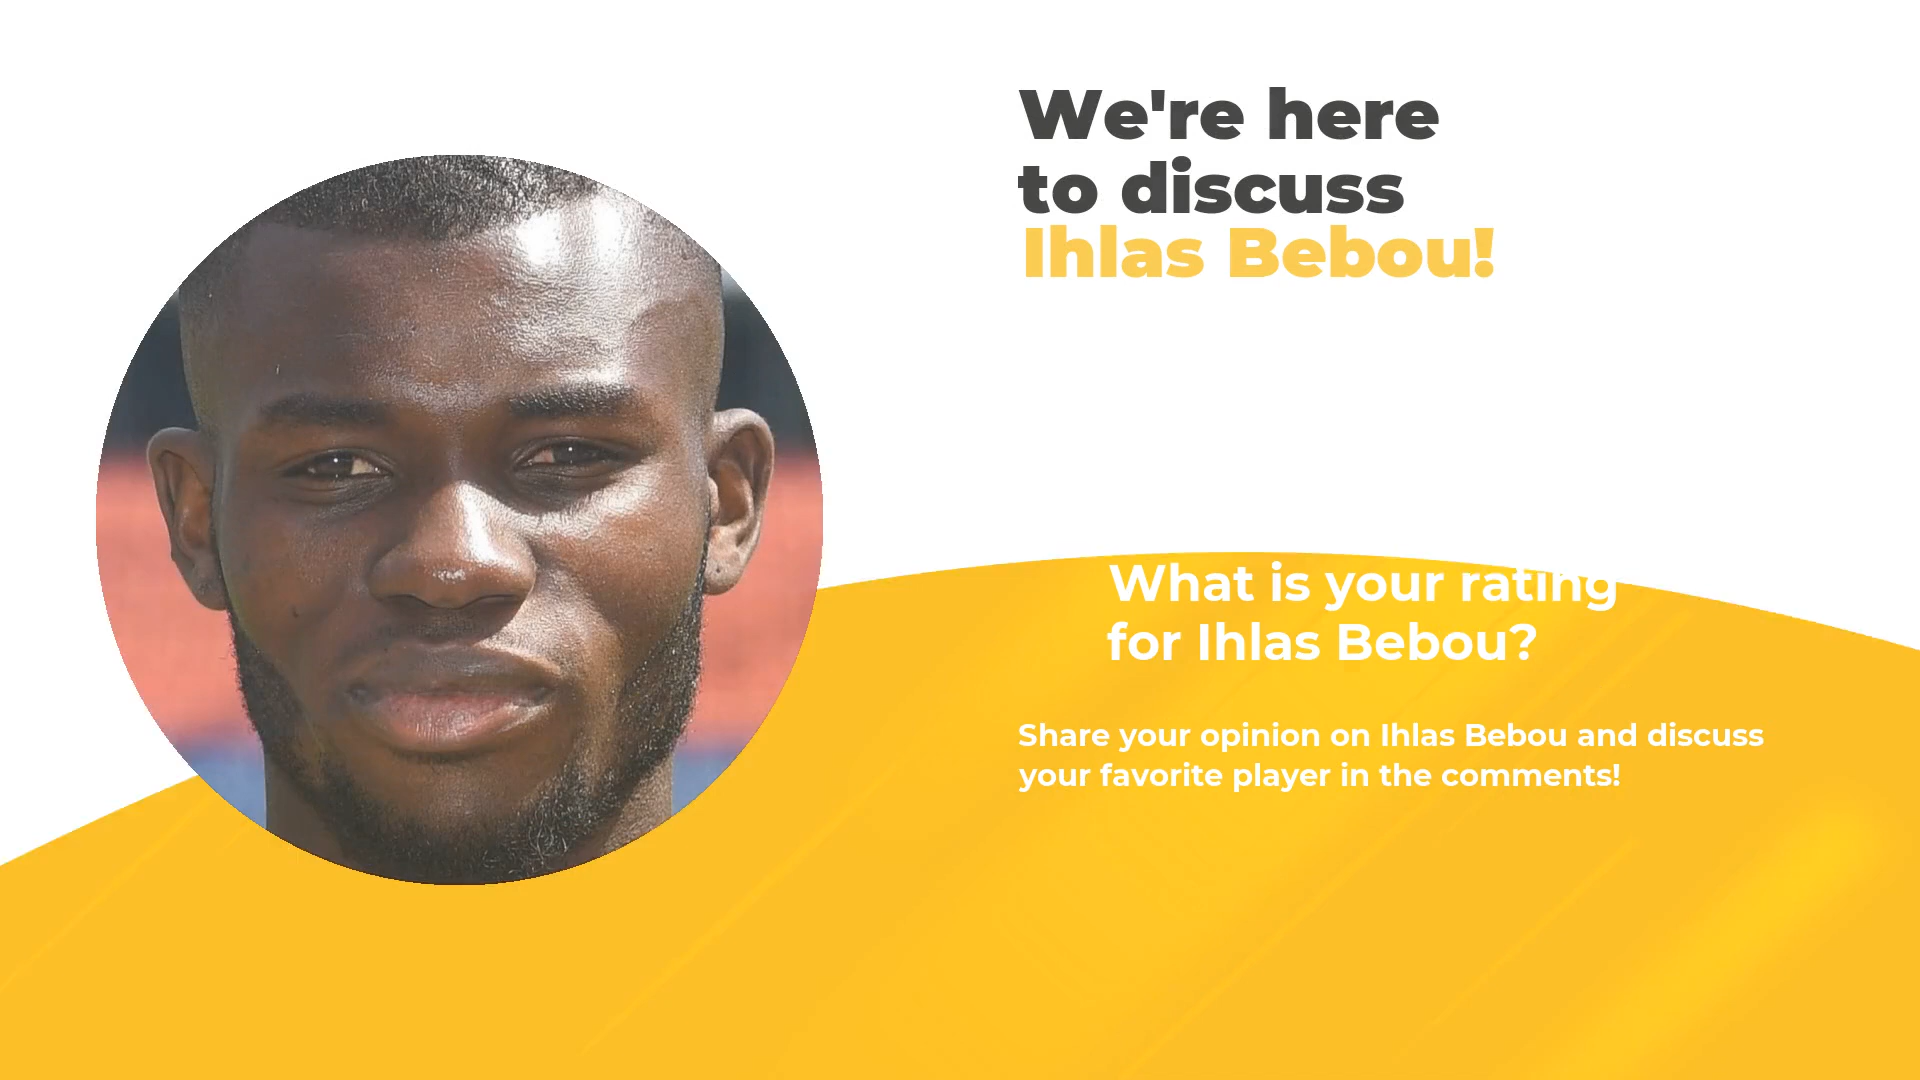 We're here
to discuss
Ihlas Bebou!
What is your rating
for Ihlas Bebou?
Share your opinion on Ihlas Bebou and discuss
your favorite player in the comments!